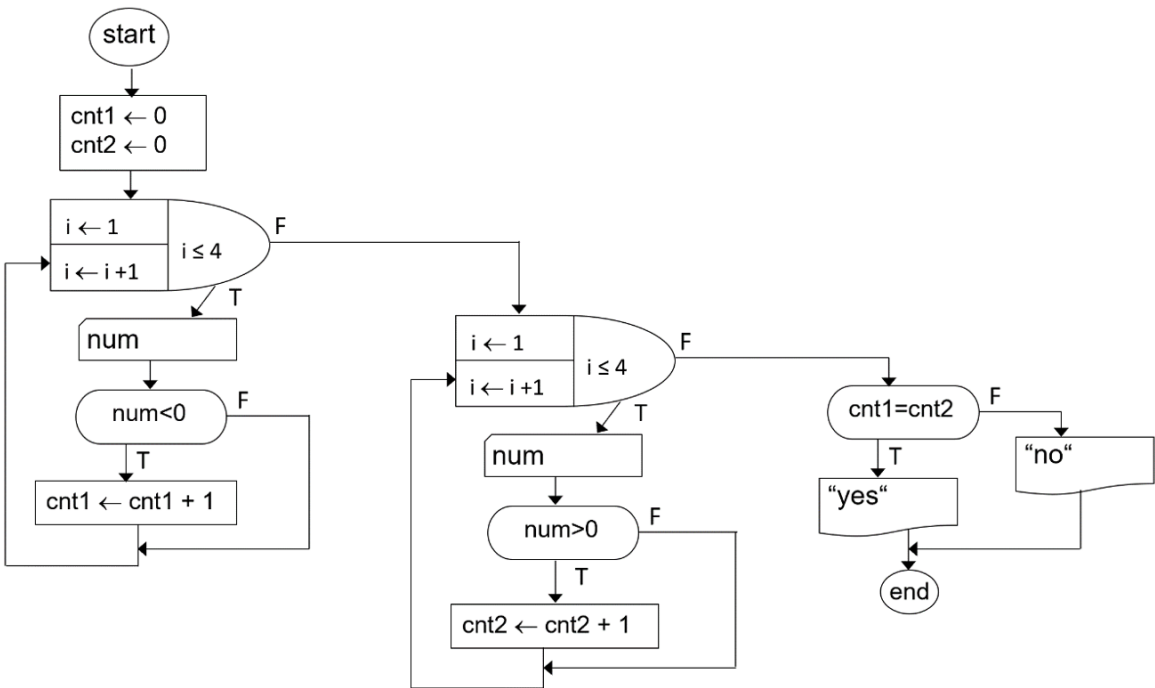 start
cnt1 ← 0
cnt2 ← 0
i ← 1
i ← i +1
i ≤ 4
F
T
num
num<0
F
T
cnt1 ← cnt1 + 1
i ← 1
i ← i +1
i ≤ 4
F
T
num
num>0
F
T
cnt2 ← cnt2 + 1
cnt1=cnt2
F
T
“no“
“yes“
end